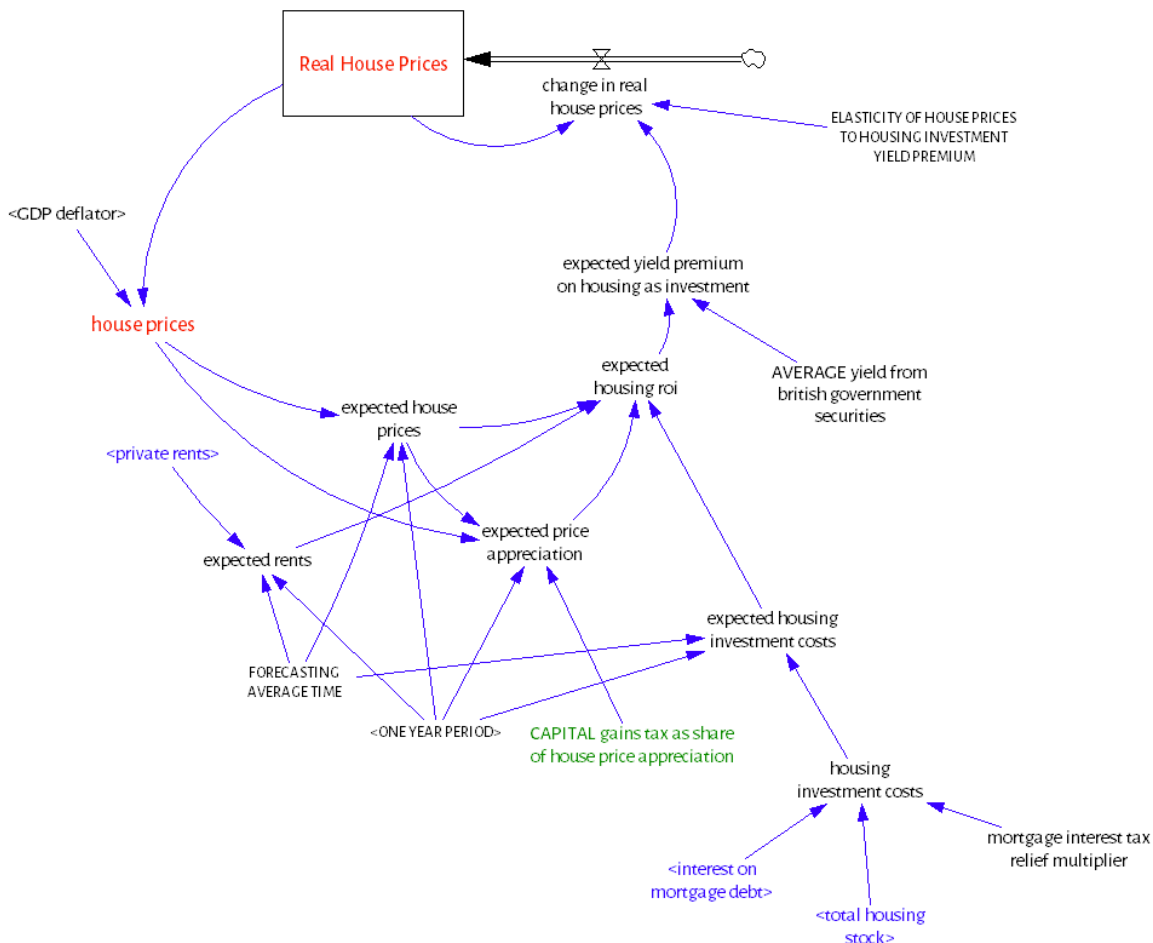 Real House Prices
change in real
house prices
ELASTICITY OF HOUSE PRICES
TO HOUSING INVESTMENT
YIELD PREMIUM
<GDP deflator>
expected yield premium
on housing as investment
house prices
expected
housing roi
AVERAGE yield from
british government
securities
expected house
prices
<private rents>
expected price
appreciation
expected rents
expected housing
investment costs
FORECASTING
AVERAGE TIME
<ONE YEAR PERIOD>
CAPITAL gains tax as share
of house price appreciation
housing
investment costs
mortgage interest tax
relief multiplier
<interest on
mortgage debt>
<total housing
stock>